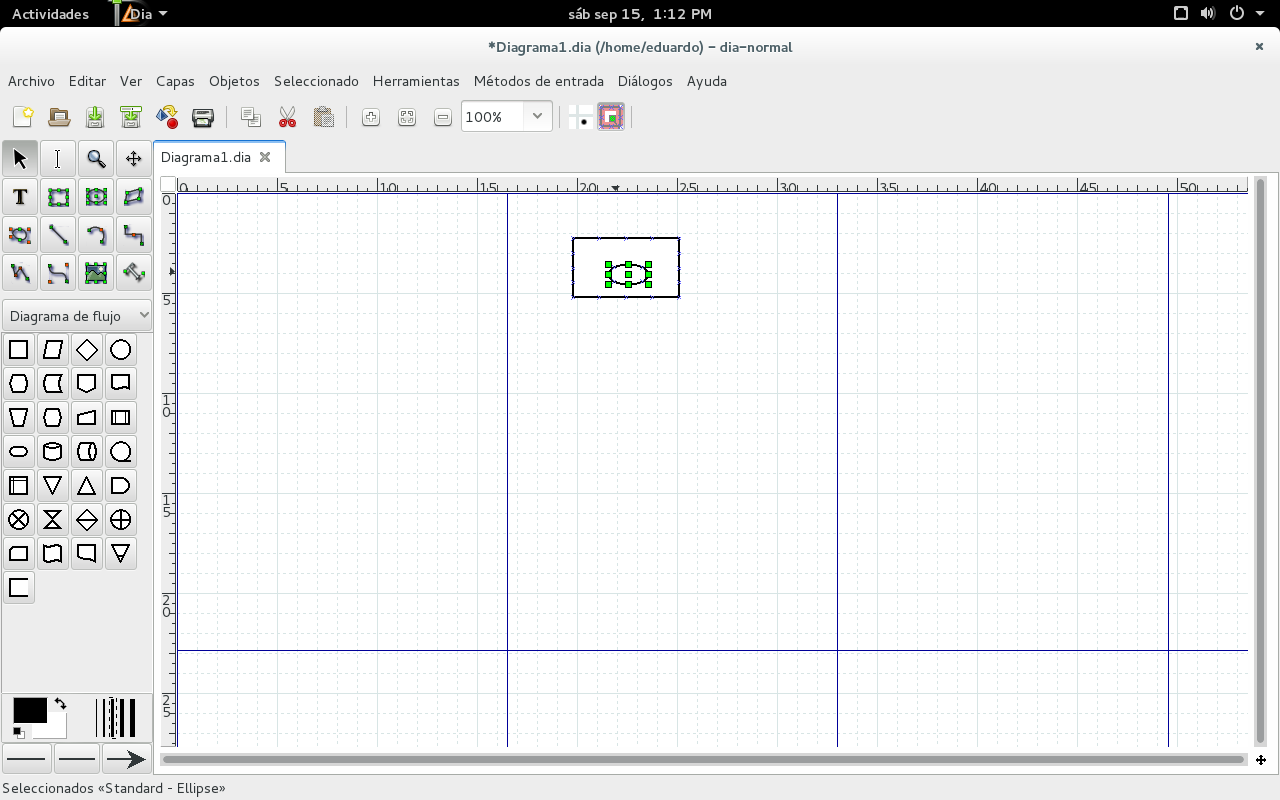 Actividades Dia sáb sep 15, 1:12 PM
*Diagrama1.dia (/home/eduardo) – dia-normal
Archivo Editar Ver Capas Objetos Seleccionado Herramientas Métodos de entrada Diálogos Ayuda
100%
Diagrama1.dia
0 5 10 15 20 25 30 35 40 45 50
0
5
10
15
20
25
T
Diagrama de flujo
Seleccionados «Standard - Ellipse»